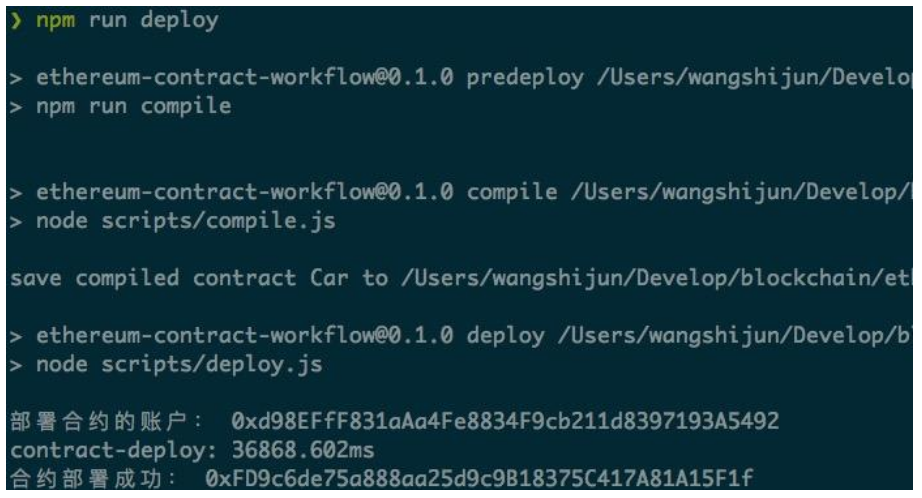 ❯ npm run deploy
> ethereum-contract-workflow@0.1.0 predeploy /Users/wangshijun/Develop
> npm run compile
> ethereum-contract-workflow@0.1.0 compile /Users/wangshijun/Develop/
> node scripts/compile.js
save compiled contract Car to /Users/wangshijun/Develop/blockchain/et
> ethereum-contract-workflow@0.1.0 deploy /Users/wangshijun/Develop/b
> node scripts/deploy.js
部署合约的账户： 0xd98EFfF831aAa4Fe8834F9cb211d8397193A5492
contract-deploy: 36868.602ms
合约部署成功： 0xFD9c6de75a888aa25d9c9B18375C417A81A15F1f